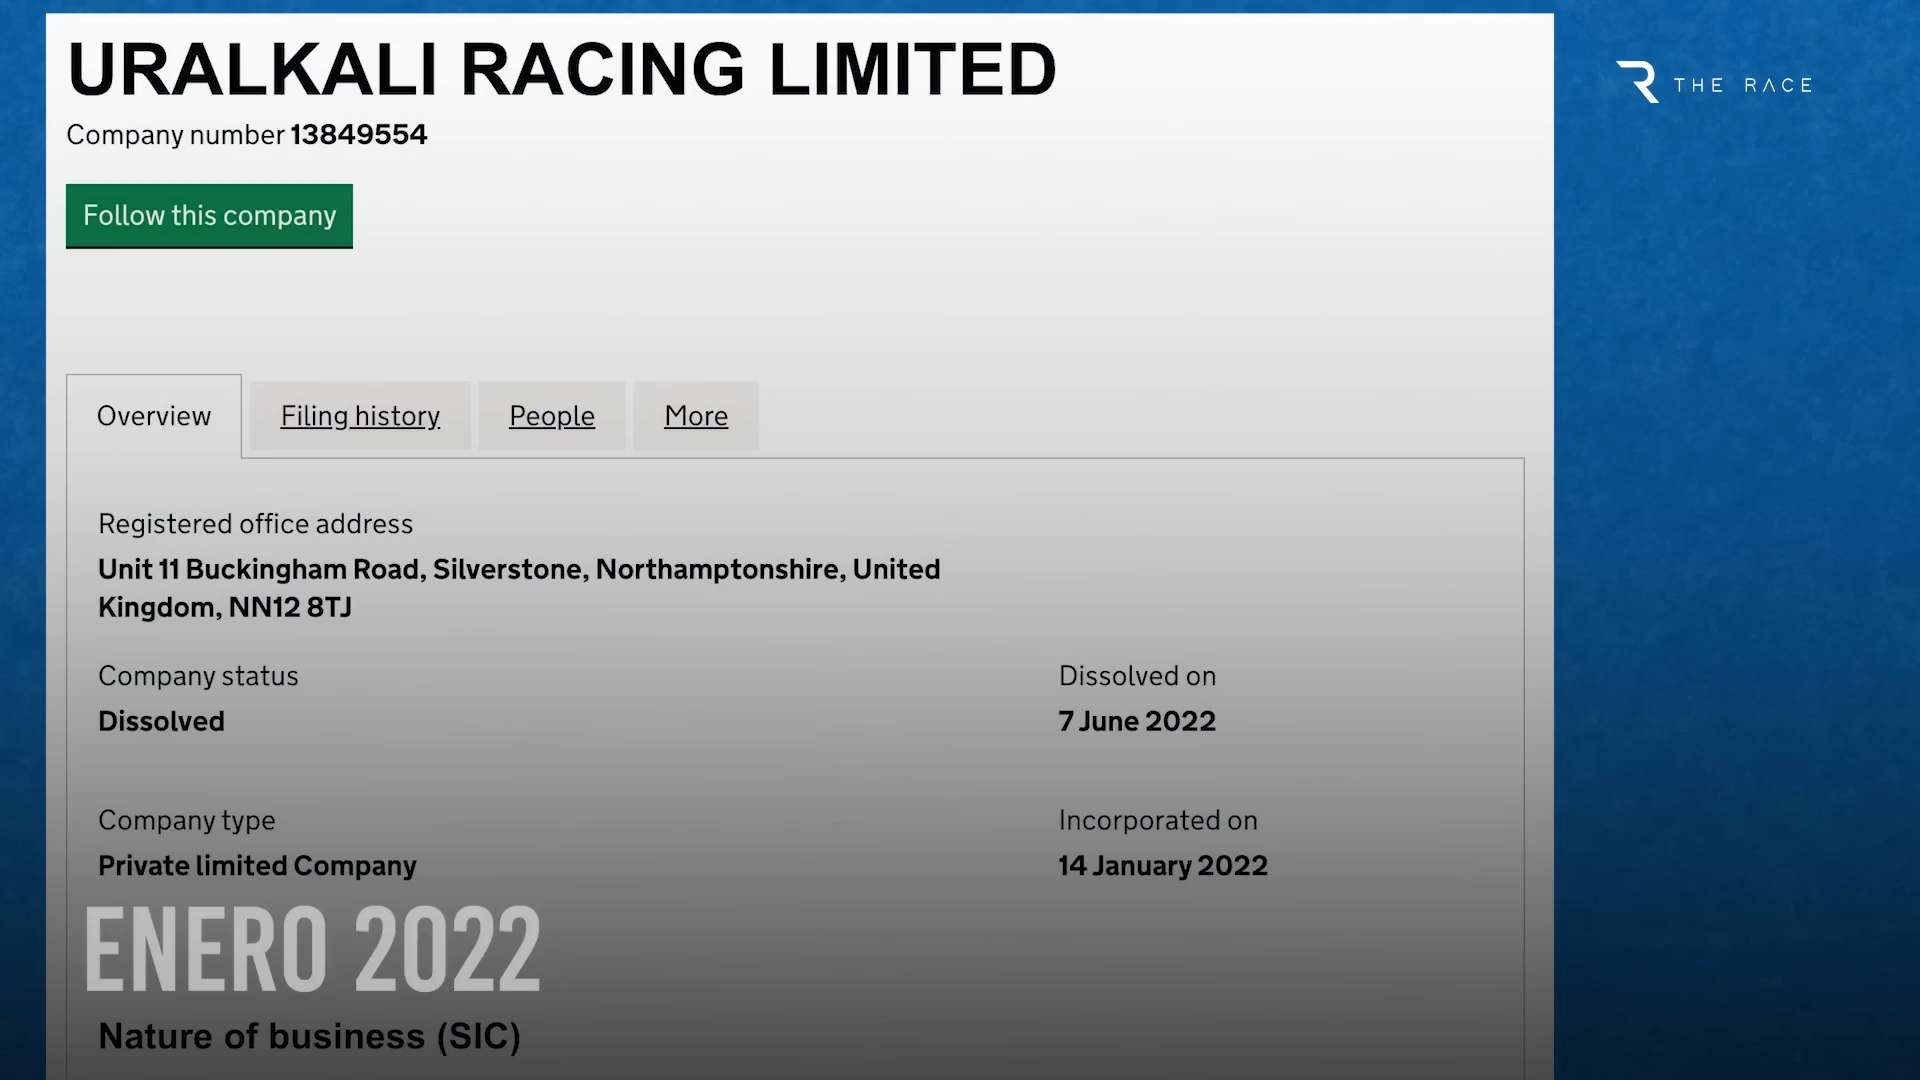 URALKALI RACING LIMITED
THE RACE
Company number 13849554
Follow this company
Overview
Filing history
People
More
Registered office address
Unit 11 Buckingham Road, Silverstone, Northamptonshire, United
Kingdom, NN12 8TJ
Company status
Dissolved
Dissolved on
7 June 2022
Company type
Private limited Company
Incorporated on
14 January 2022
ENERO 2022
Nature of business (SIC)